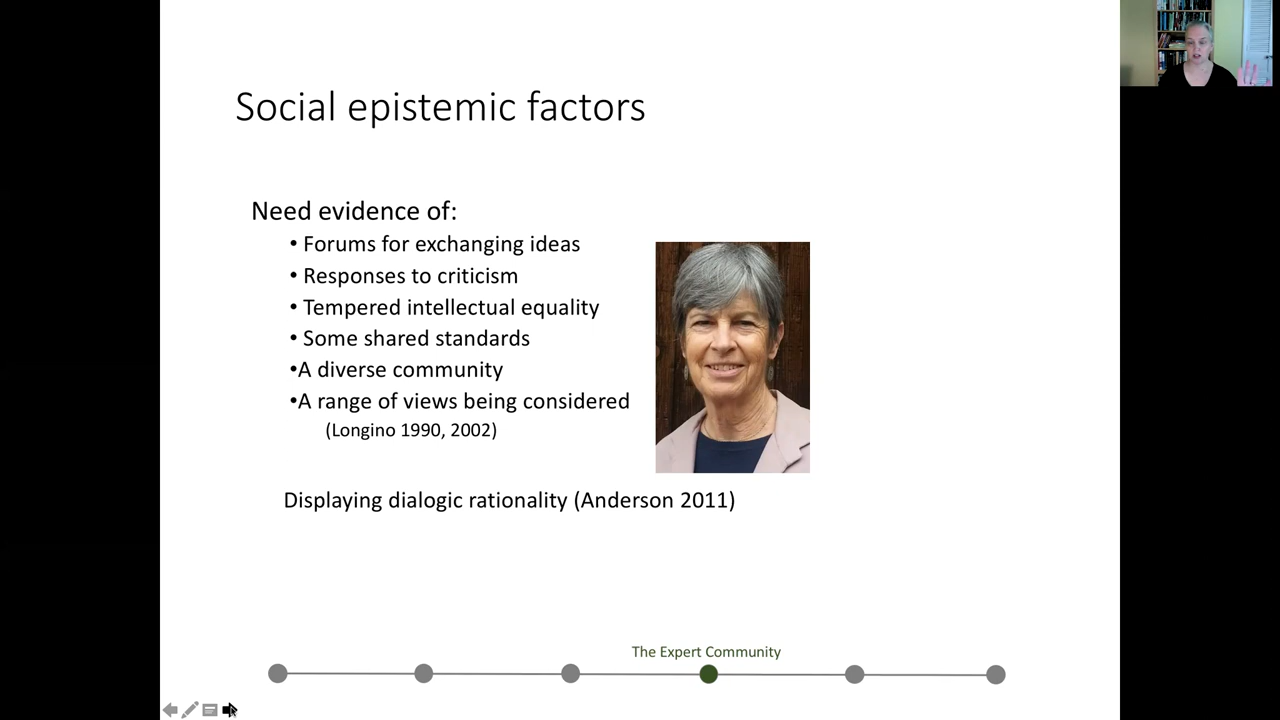 Social epistemic factors
Need evidence of:
• Forums for exchanging ideas
• Responses to criticism
• Tempered intellectual equality
• Some shared standards
•A diverse community
•A range of views being considered
(Longino 1990, 2002)
Displaying dialogic rationality (Anderson 2011)
The Expert Community